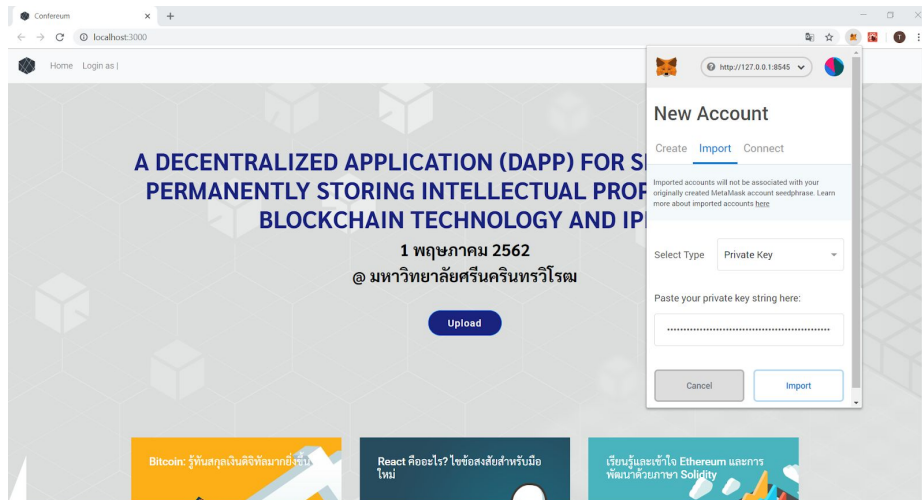 Confereum
localhost:3000
Home Login as |
http://127.0.0.1:8545
New Account
Create Import Connect
Imported accounts will not be associated with your
originally created MetaMask account seedphrase. Learn
more about imported accounts here
Select Type Private Key
Paste your private key string here:
Cancel Import
A DECENTRALIZED APPLICATION (DAPP) FOR S
PERMANENTLY STORING INTELLECTUAL PROP
BLOCKCHAIN TECHNOLOGY AND IP
1 พฤษภาคม 2562
@ มหาวิทยาลัยศรีนครินทรวิโรฒ
Upload
Bitcoin: รู้ทันสกุลเงินดิจิทัลมากยิ่งขึ้น
React คืออะไร? ไขข้อสงสัยสำหรับมือ
ใหม่
เรียนรู้และเข้าใจ Ethereum และการ
พัฒนาด้วยภาษา Solidity